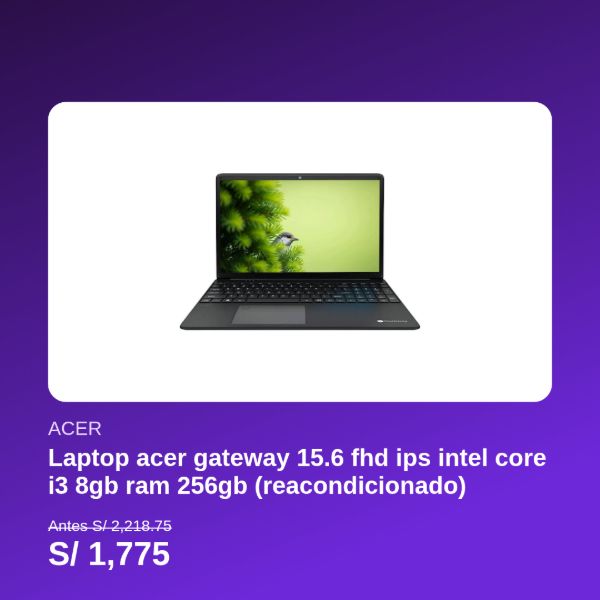 ACER
Laptop acer gateway 15.6 fhd ips intel core
i3 8gb ram 256gb (reacondicionado)
Antes S/ 2,218.75
S/ 1,775